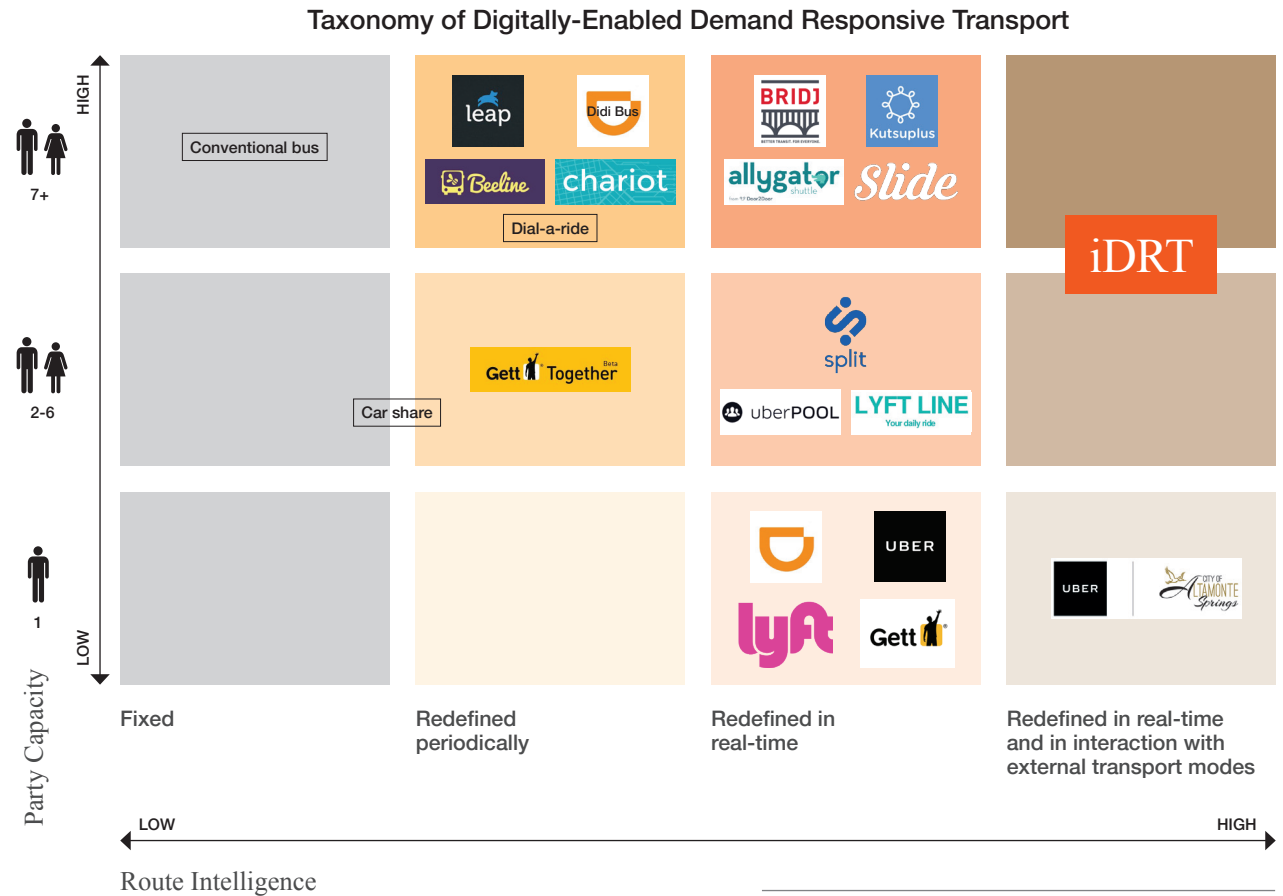 Taxonomy of Digitally-Enabled Demand Responsive Transport
HIGH
7+
Conventional bus
leap
Didi Bus
Beeline
chariot
Dial-a-ride
BRIDJ
BETTER TRANSIT. FOR EVERYONE.
Kutsuplus
allygator
shuttle
Door2Door
Slide
iDRT
2-6
Car share
Gett Together
Beta
split
uberPOOL
LYFT LINE
Your daily ride
1
LOW
UBER
lyft
Gett
UBER
CITY OF
ALTAMONTE
Springs
Party Capacity
Fixed
Redefined
periodically
Redefined in
real-time
Redefined in real-time
and in interaction with
external transport modes
LOW
HIGH
Route Intelligence